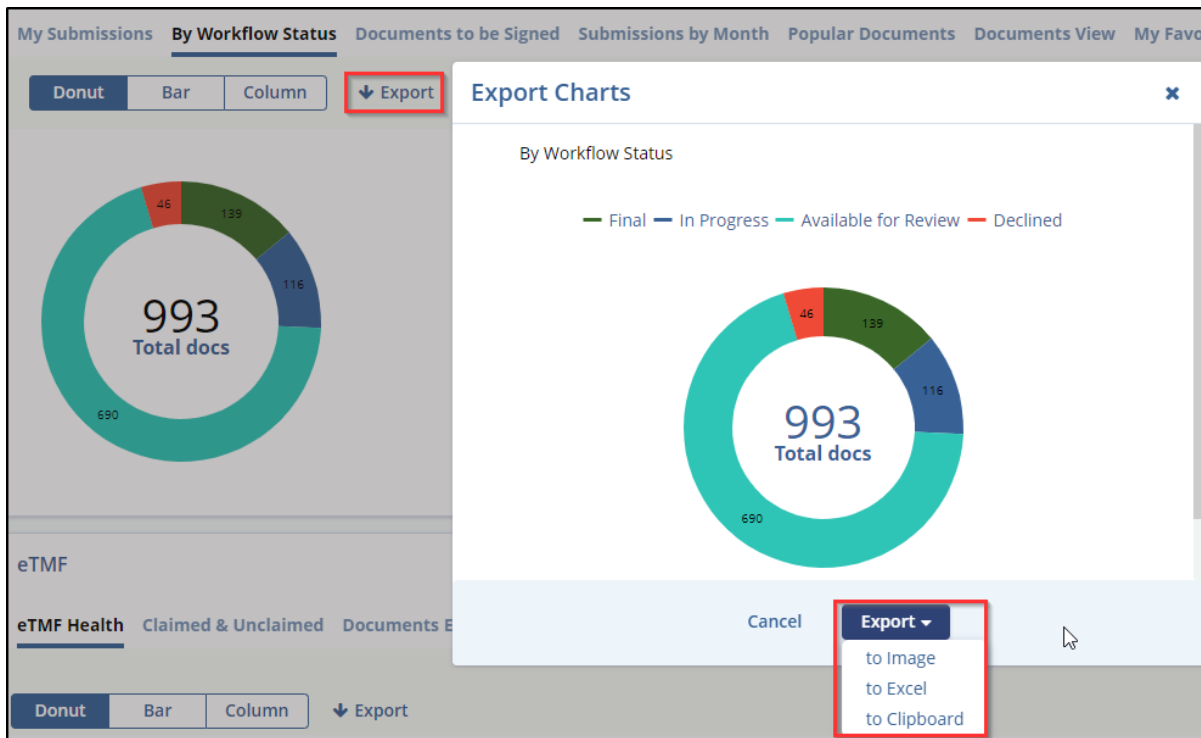 My Submissions By Workflow Status Documents to be Signed Submissions by Month Popular Documents Documents View My Favo
Donut Bar Column Export
46
139
116
993
Total docs
690
Export Charts
By Workflow Status
Final In Progress Available for Review Declined
46
139
116
993
Total docs
690
Cancel Export
to Image
to Excel
to Clipboard
eTMF
eTMF Health Claimed & Unclaimed Documents E
Donut Bar Column Export